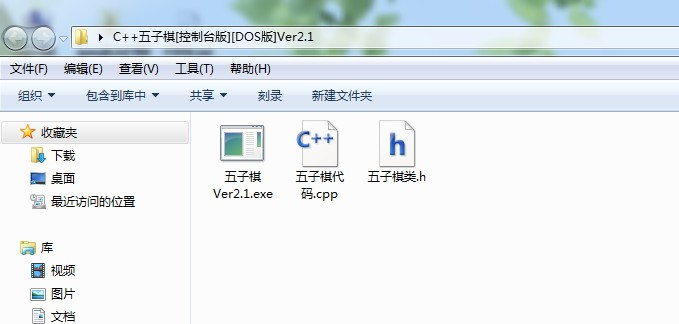 C++五子棋[控制台版][DOS版]Ver2.1
文件(F) 编辑(E) 查看(V) 工具(T) 帮助(H)
组织 包含到库中 共享 刻录 新建文件夹
收藏夹
下载
桌面
最近访问的位置
库
视频
图片
文档
C++
h
五子棋
Ver2.1.exe
五子棋代
码.cpp
五子棋类.h